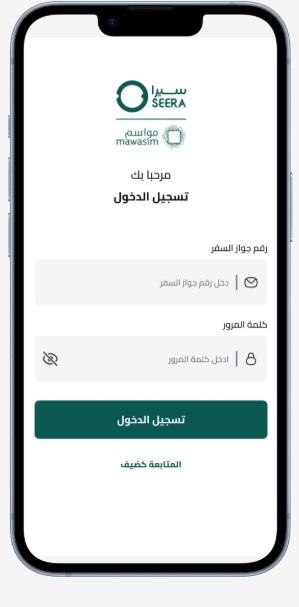 سيرا
SEERA
مواسم
mawasim
مرحبا بك
تسجيل الدخول
رقم جواز السفر
دخل رقم جواز السفر
كلمة المرور
ادخل كلمة المرور
تسجيل الدخول
المتابعة كضيف